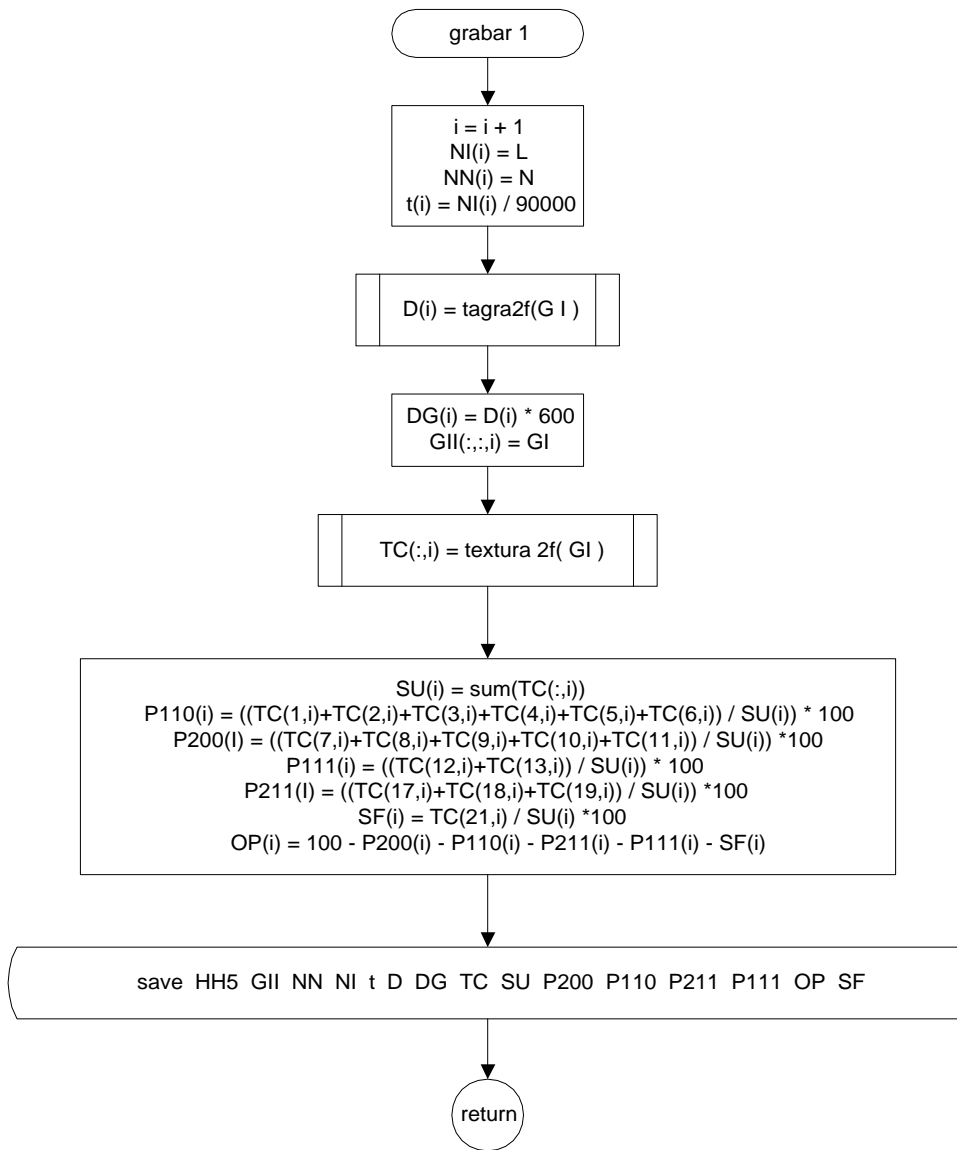 grabar 1
i = i + 1
NI(i) = L
NN(i) = N
t(i) = NI(i) / 90000
D(i) = tagra2f(G I )
DG(i) = D(i) * 600
GII(:,:,i) = GI
TC(:,i) = textura 2f( GI )
SU(i) = sum(TC(:,i))
P110(i) = ((TC(1,i)+TC(2,i)+TC(3,i)+TC(4,i)+TC(5,i)+TC(6,i)) / SU(i)) * 100
P200(I) = ((TC(7,i)+TC(8,i)+TC(9,i)+TC(10,i)+TC(11,i)) / SU(i)) *100
P111(i) = ((TC(12,i)+TC(13,i)) / SU(i)) * 100
P211(I) = ((TC(17,i)+TC(18,i)+TC(19,i)) / SU(i)) *100
SF(i) = TC(21,i) / SU(i) *100
OP(i) = 100 - P200(i) - P110(i) - P211(i) - P111(i) - SF(i)
save HH5 GII NN NI t D DG TC SU P200 P110 P211 P111 OP SF
return